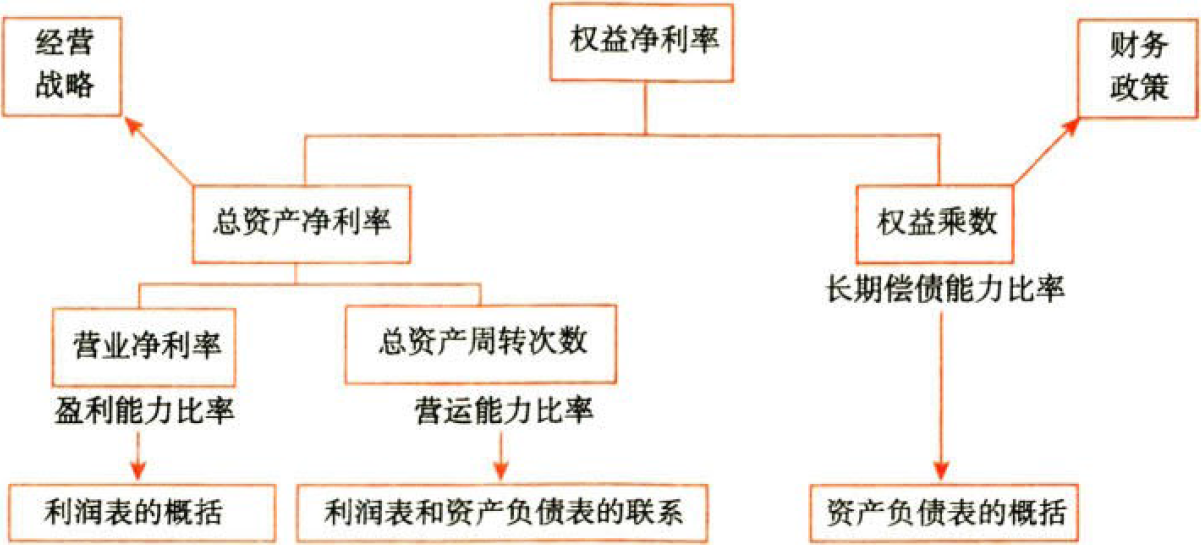 经营
战略
权益净利率
财务
政策
总资产净利率
权益乘数
长期偿债能力比率
营业净利率
总资产周转次数
盈利能力比率
营运能力比率
利润表的概括
利润表和资产负债表的联系
资产负债表的概括